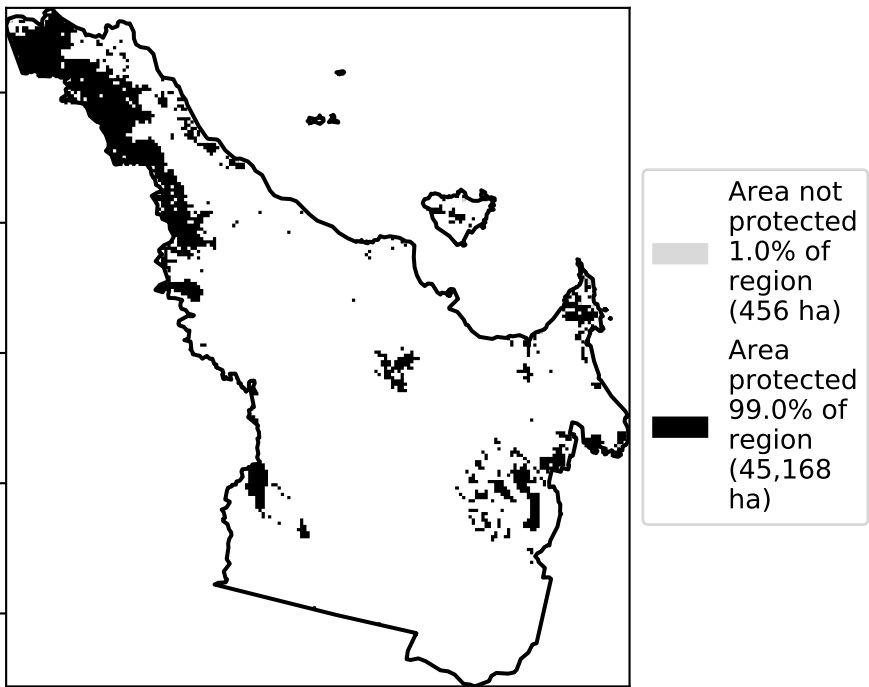 Area not
protected
1.0% of
region
(456 ha)
Area
protected
99.0% of
region
(45,168
ha)